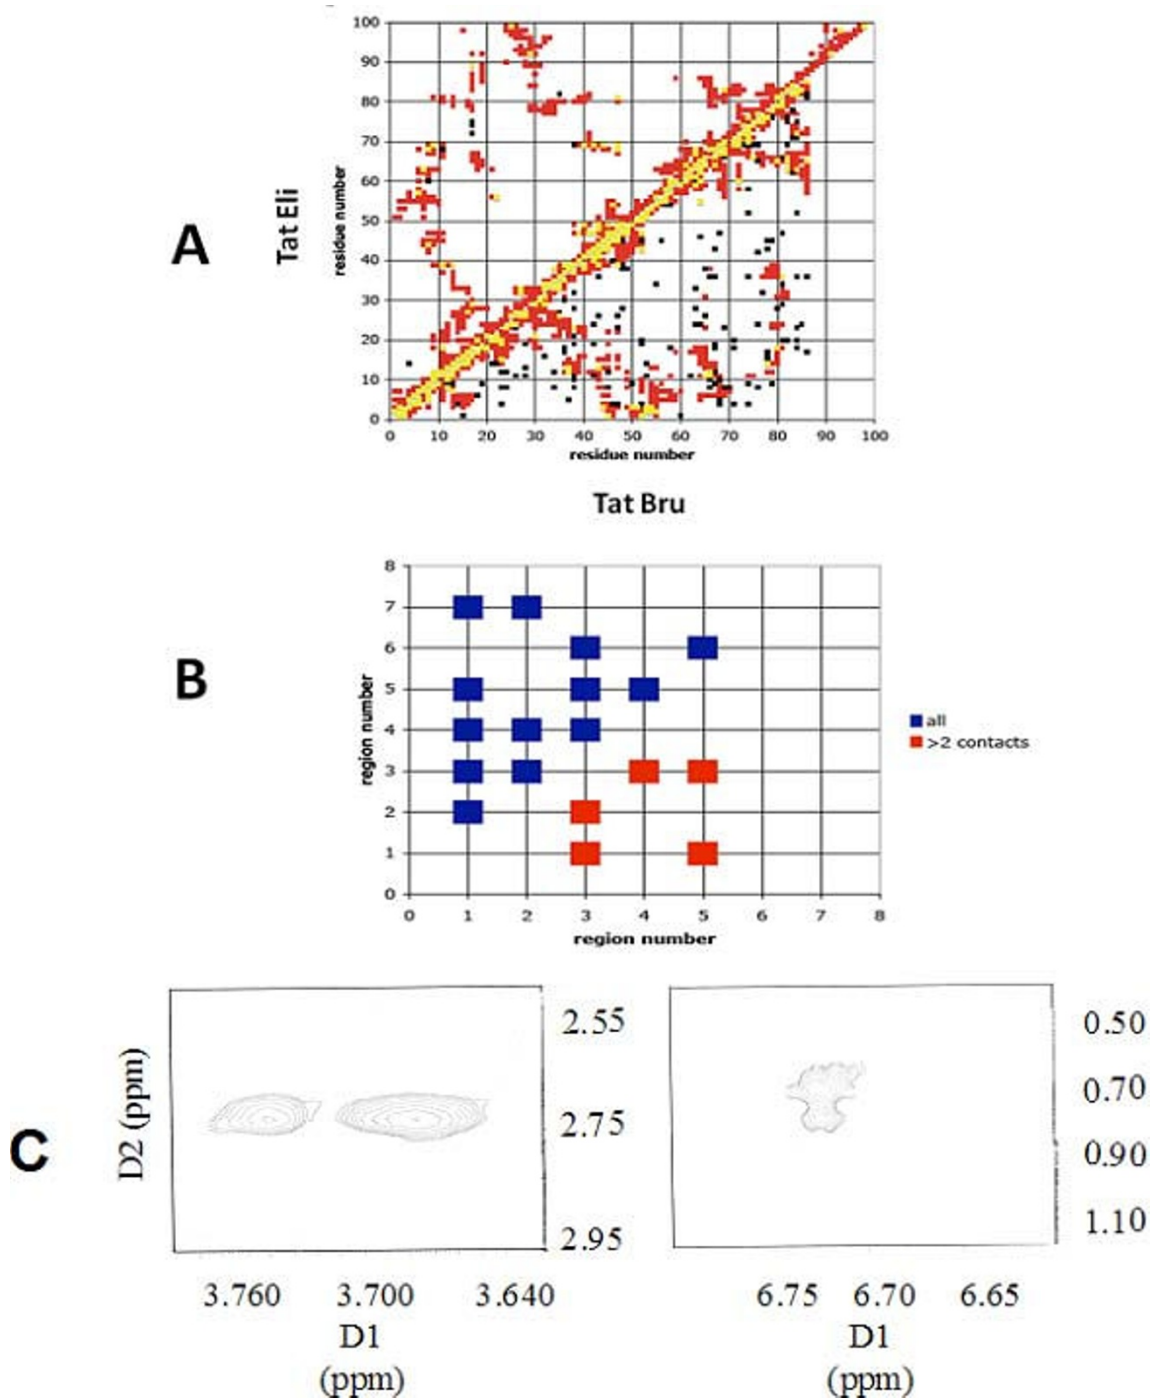 A
Tat Eli
residue number
100
90
80
70
60
50
40
30
20
10
0
0 10 20 30 40 50 60 70 80 90 100
residue number
Tat Bru
B
region number
8
7
6
5
4
3
2
1
0
0 1 2 3 4 5 6 7 8
region number
all
>2 contacts
C
D2 (ppm)
2.55
2.75
2.95
3.760 3.700 3.640
D1
(ppm)
0.50
0.70
0.90
1.10
6.75 6.70 6.65
D1
(ppm)